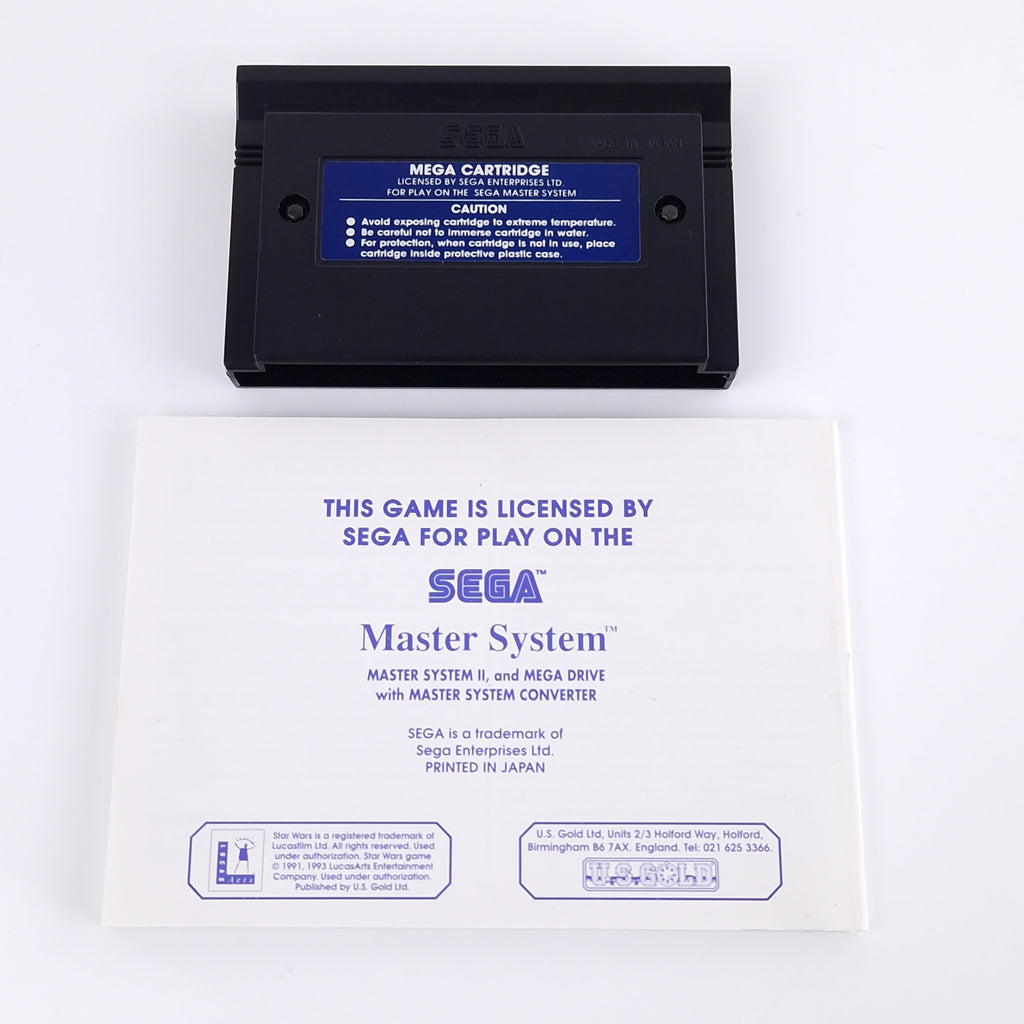 SEGA
MADE IN JAPAN
MEGA CARTRIDGE
LICENSED BY SEGA ENTERPRISES LTD.
FOR PLAY ON THE SEGA MASTER SYSTEM
CAUTION
● Avoid exposing cartridge to extreme temperature.
● Be careful not to immerse cartridge in water.
● For protection, when cartridge is not in use, place
cartridge inside protective plastic case.
THIS GAME IS LICENSED BY
SEGA FOR PLAY ON THE
SEGA™
Master System™
MASTER SYSTEM II, and MEGA DRIVE
with MASTER SYSTEM CONVERTER
SEGA is a trademark of
Sega Enterprises Ltd.
PRINTED IN JAPAN
LUCAS
Arts
Star Wars is a registered trademark of
Lucasfilm Ltd. All rights reserved. Used
under authorization. Star Wars game
© 1991, 1993 LucasArts Entertainment
Company. Used under authorization.
Published by U.S. Gold Ltd.
U.S. Gold Ltd, Units 2/3 Holford Way, Holford,
Birmingham B6 7AX. England. Tel: 021 625 3366.
U.S. GOLD